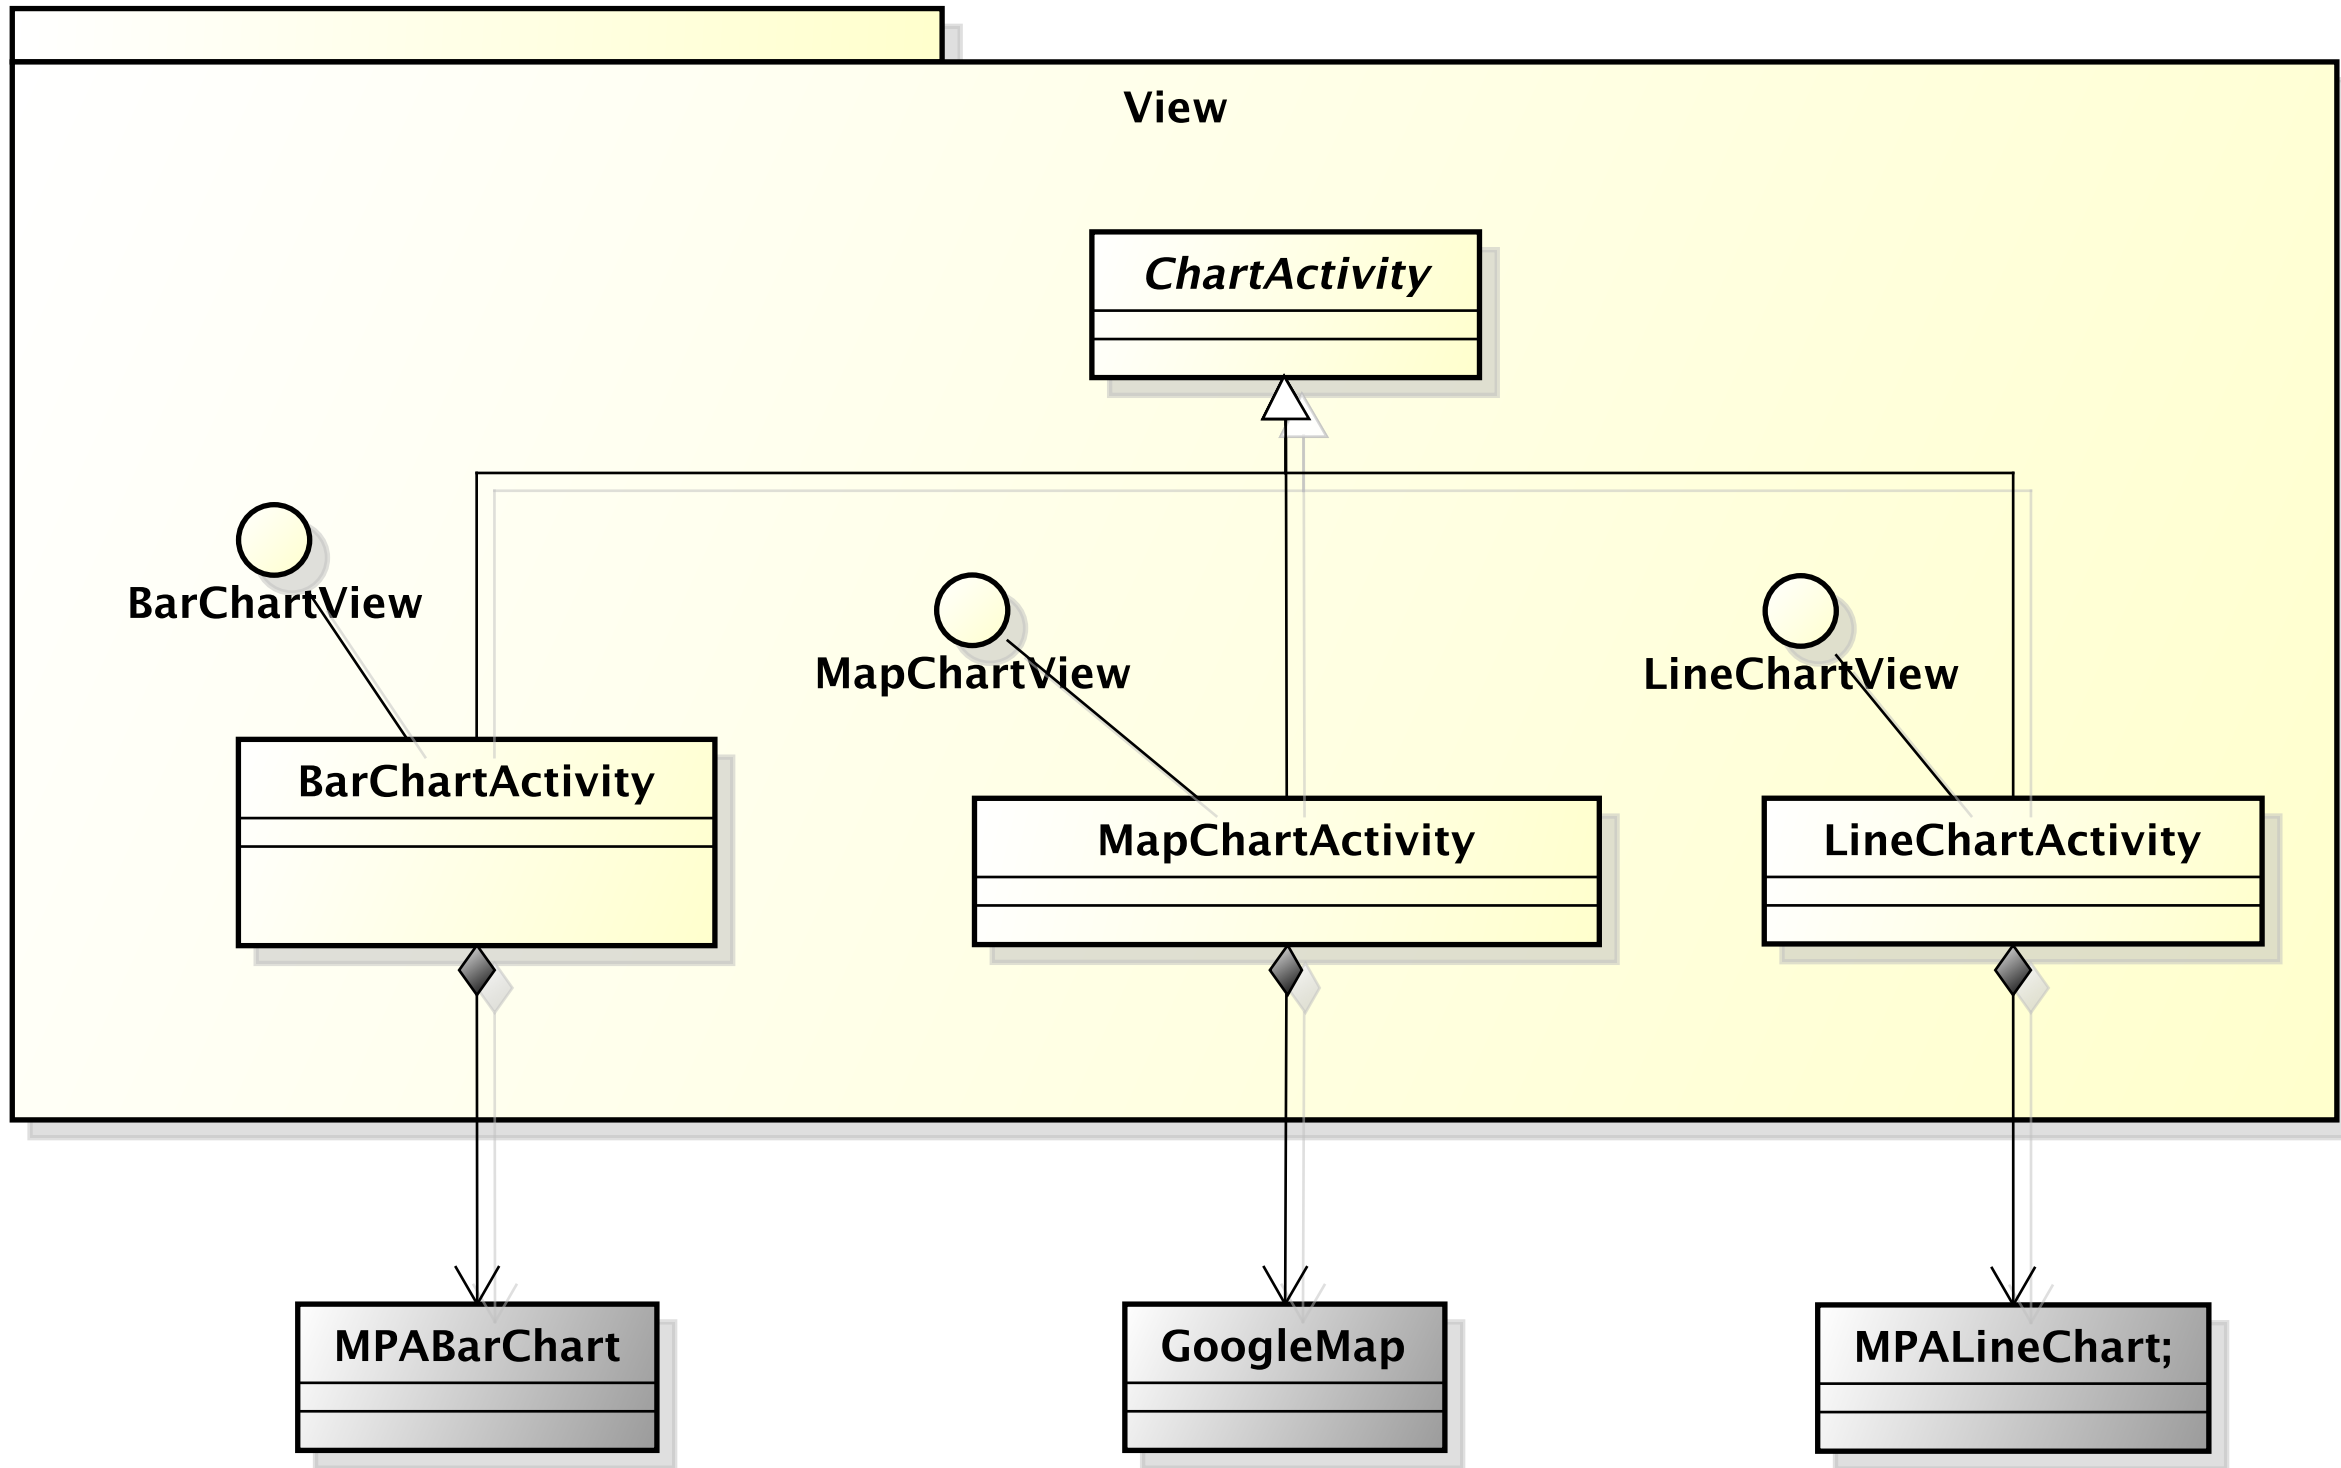 View
ChartActivity
BarChartView
MapChartView
LineChartView
BarChartActivity
MapChartActivity
LineChartActivity
MPABarChart
GoogleMap
MPALineChart;